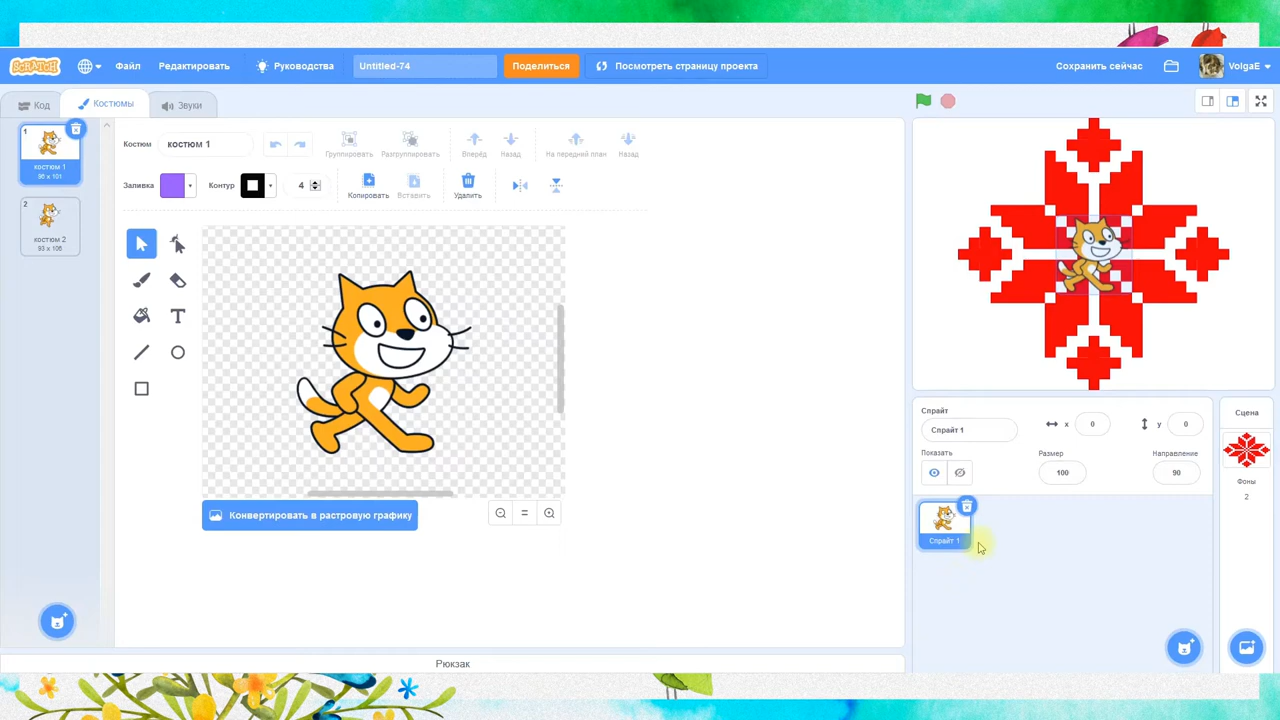 SCRATCH
Файл
Редактировать
Руководства
Untitled-74
Поделиться
Посмотреть страницу проекта
Сохранить сейчас
VolgaE
Код
Костюмы
Звуки
1
костюм 1
96 x 101
2
костюм 2
93 x 106
Костюм
костюм 1
Группировать
Разгруппировать
Вперёд
Назад
На передний план
Назад
Заливка
Контур
4
Копировать
Вставить
Удалить
Конвертировать в растровую графику
Спрайт
Спрайт 1
x
0
y
0
Показать
Размер
100
Направление
90
Спрайт 1
Сцена
Фоны
2
Рюкзак